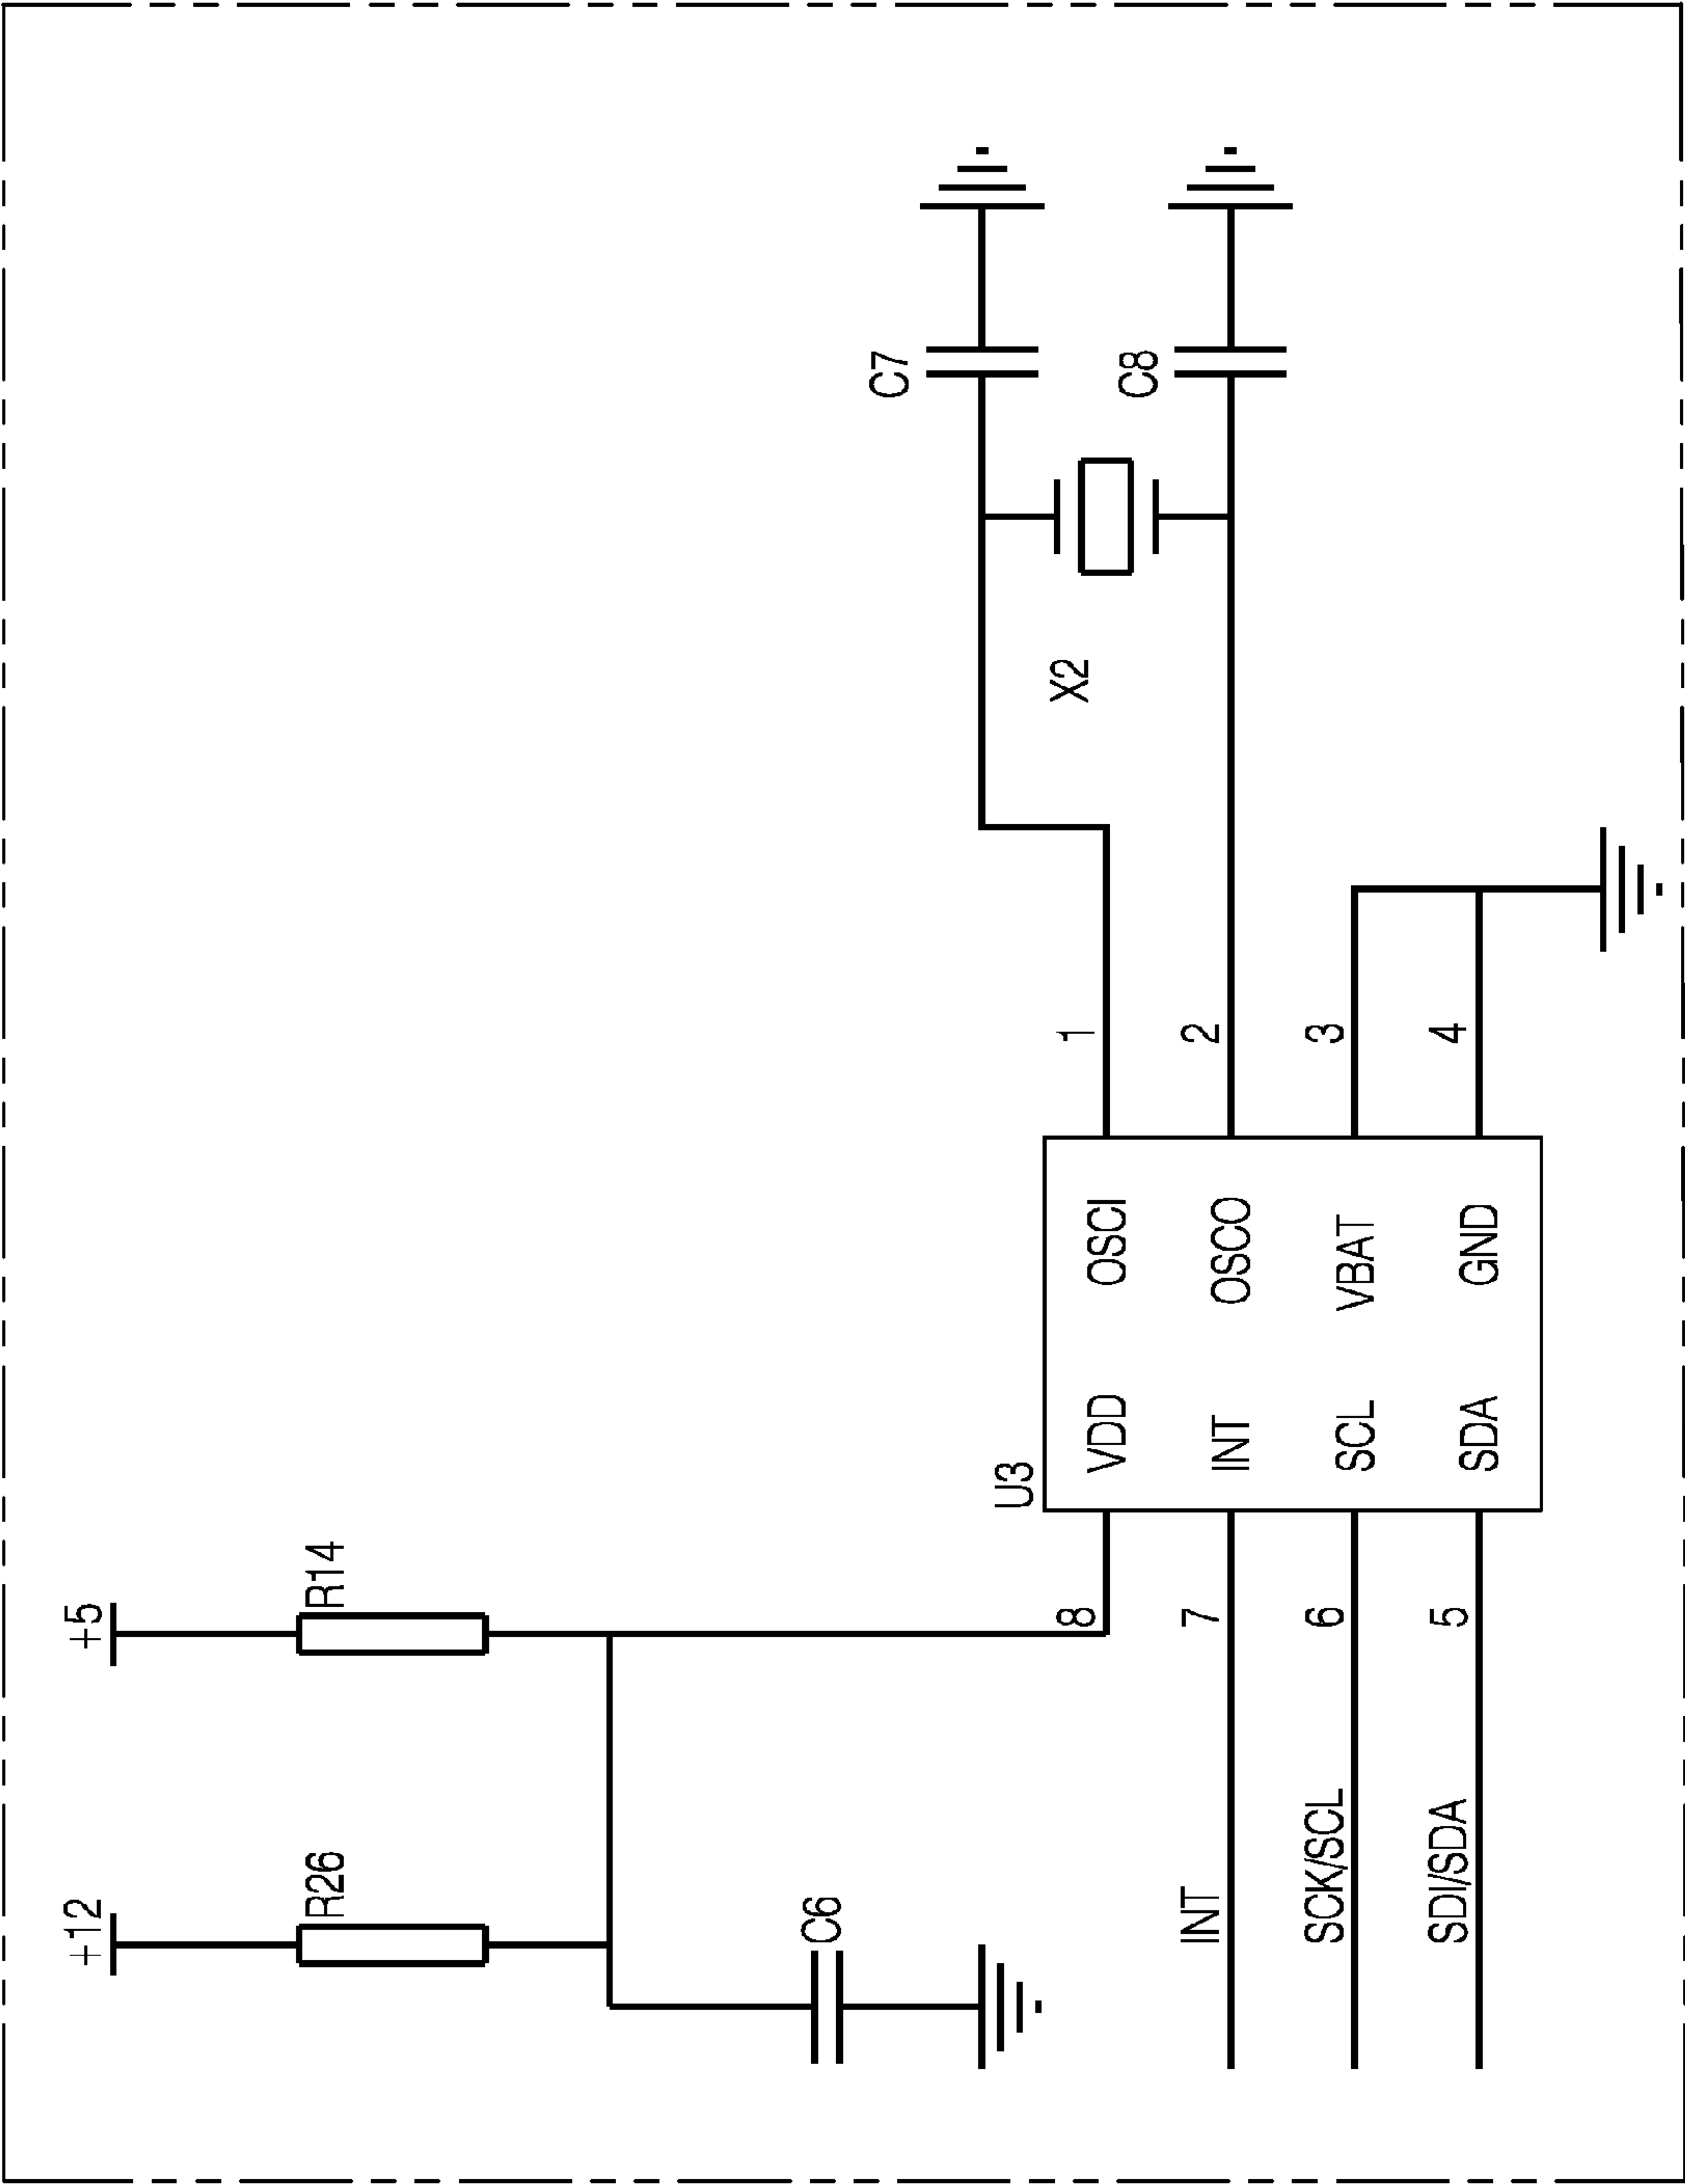 +12
+5
R26
R14
C6
U3
8
VDD
OSCI
1
X2
C7
INT
7
INT
OSCO
2
C8
SCK/SCL
6
SCL
VBAT
3
SDI/SDA
5
SDA
GND
4